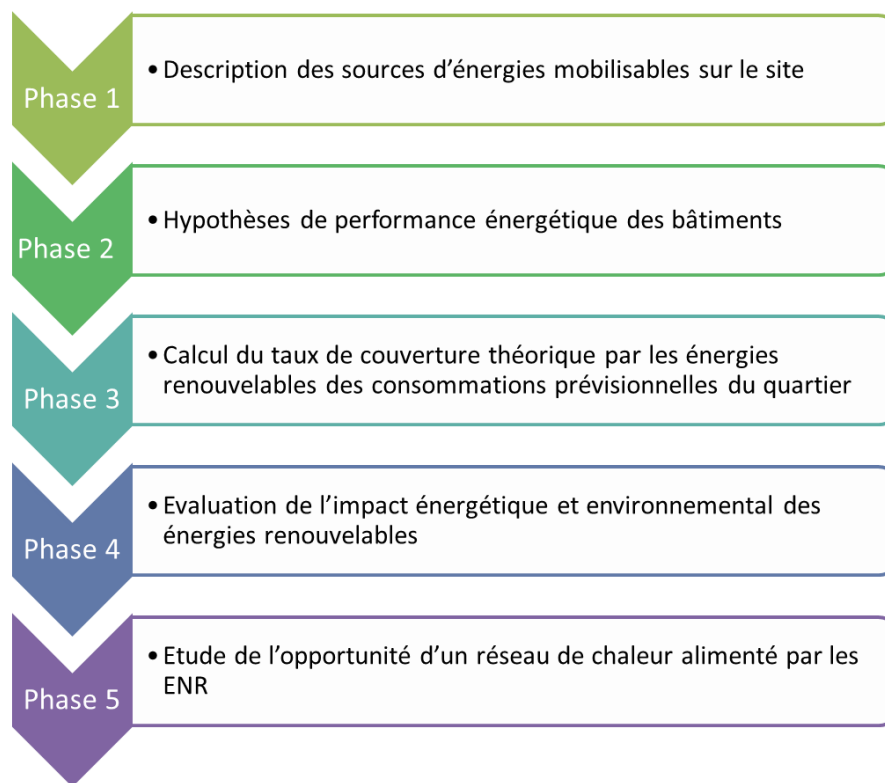 Phase 1
• Description des sources d'énergies mobilisables sur le site
Phase 2
• Hypothèses de performance énergétique des bâtiments
Phase 3
• Calcul du taux de couverture théorique par les énergies
renouvelables des consommations prévisionnelles du quartier
Phase 4
• Evaluation de l'impact énergétique et environnemental des
énergies renouvelables
Phase 5
• Etude de l'opportunité d'un réseau de chaleur alimenté par les
ENR